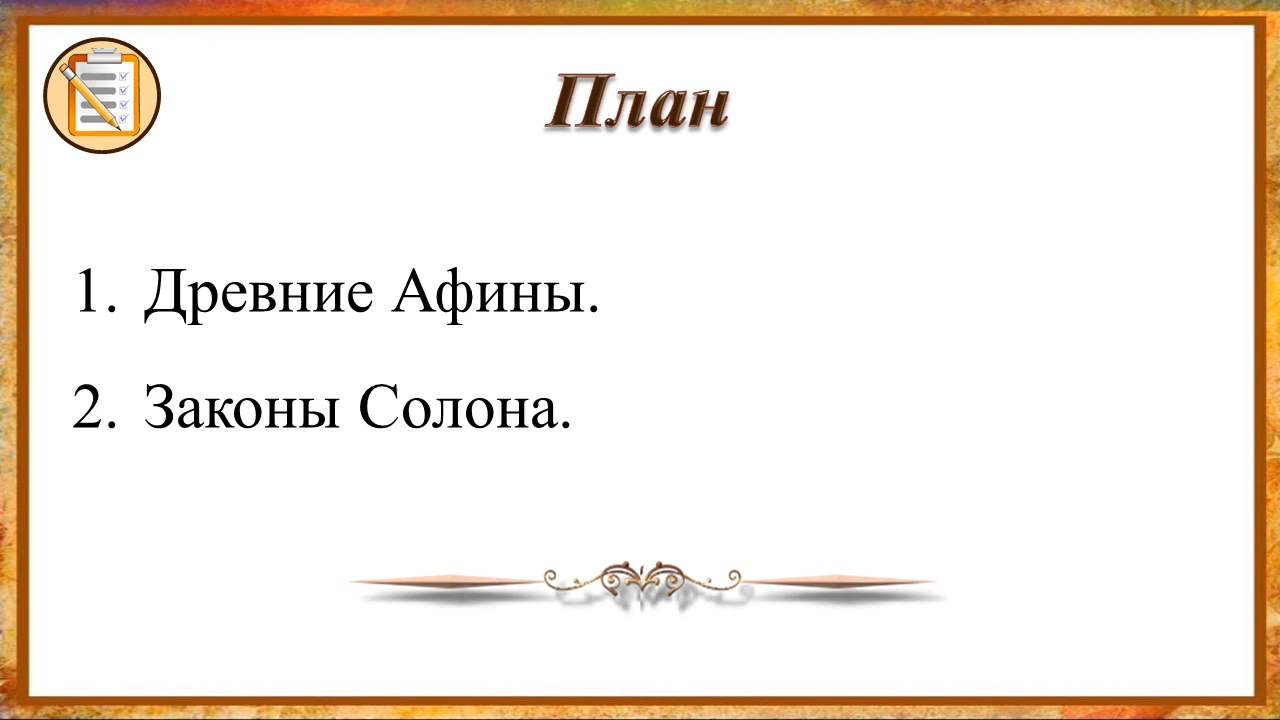 План
1. Древние Афины.
2. Законы Солона.